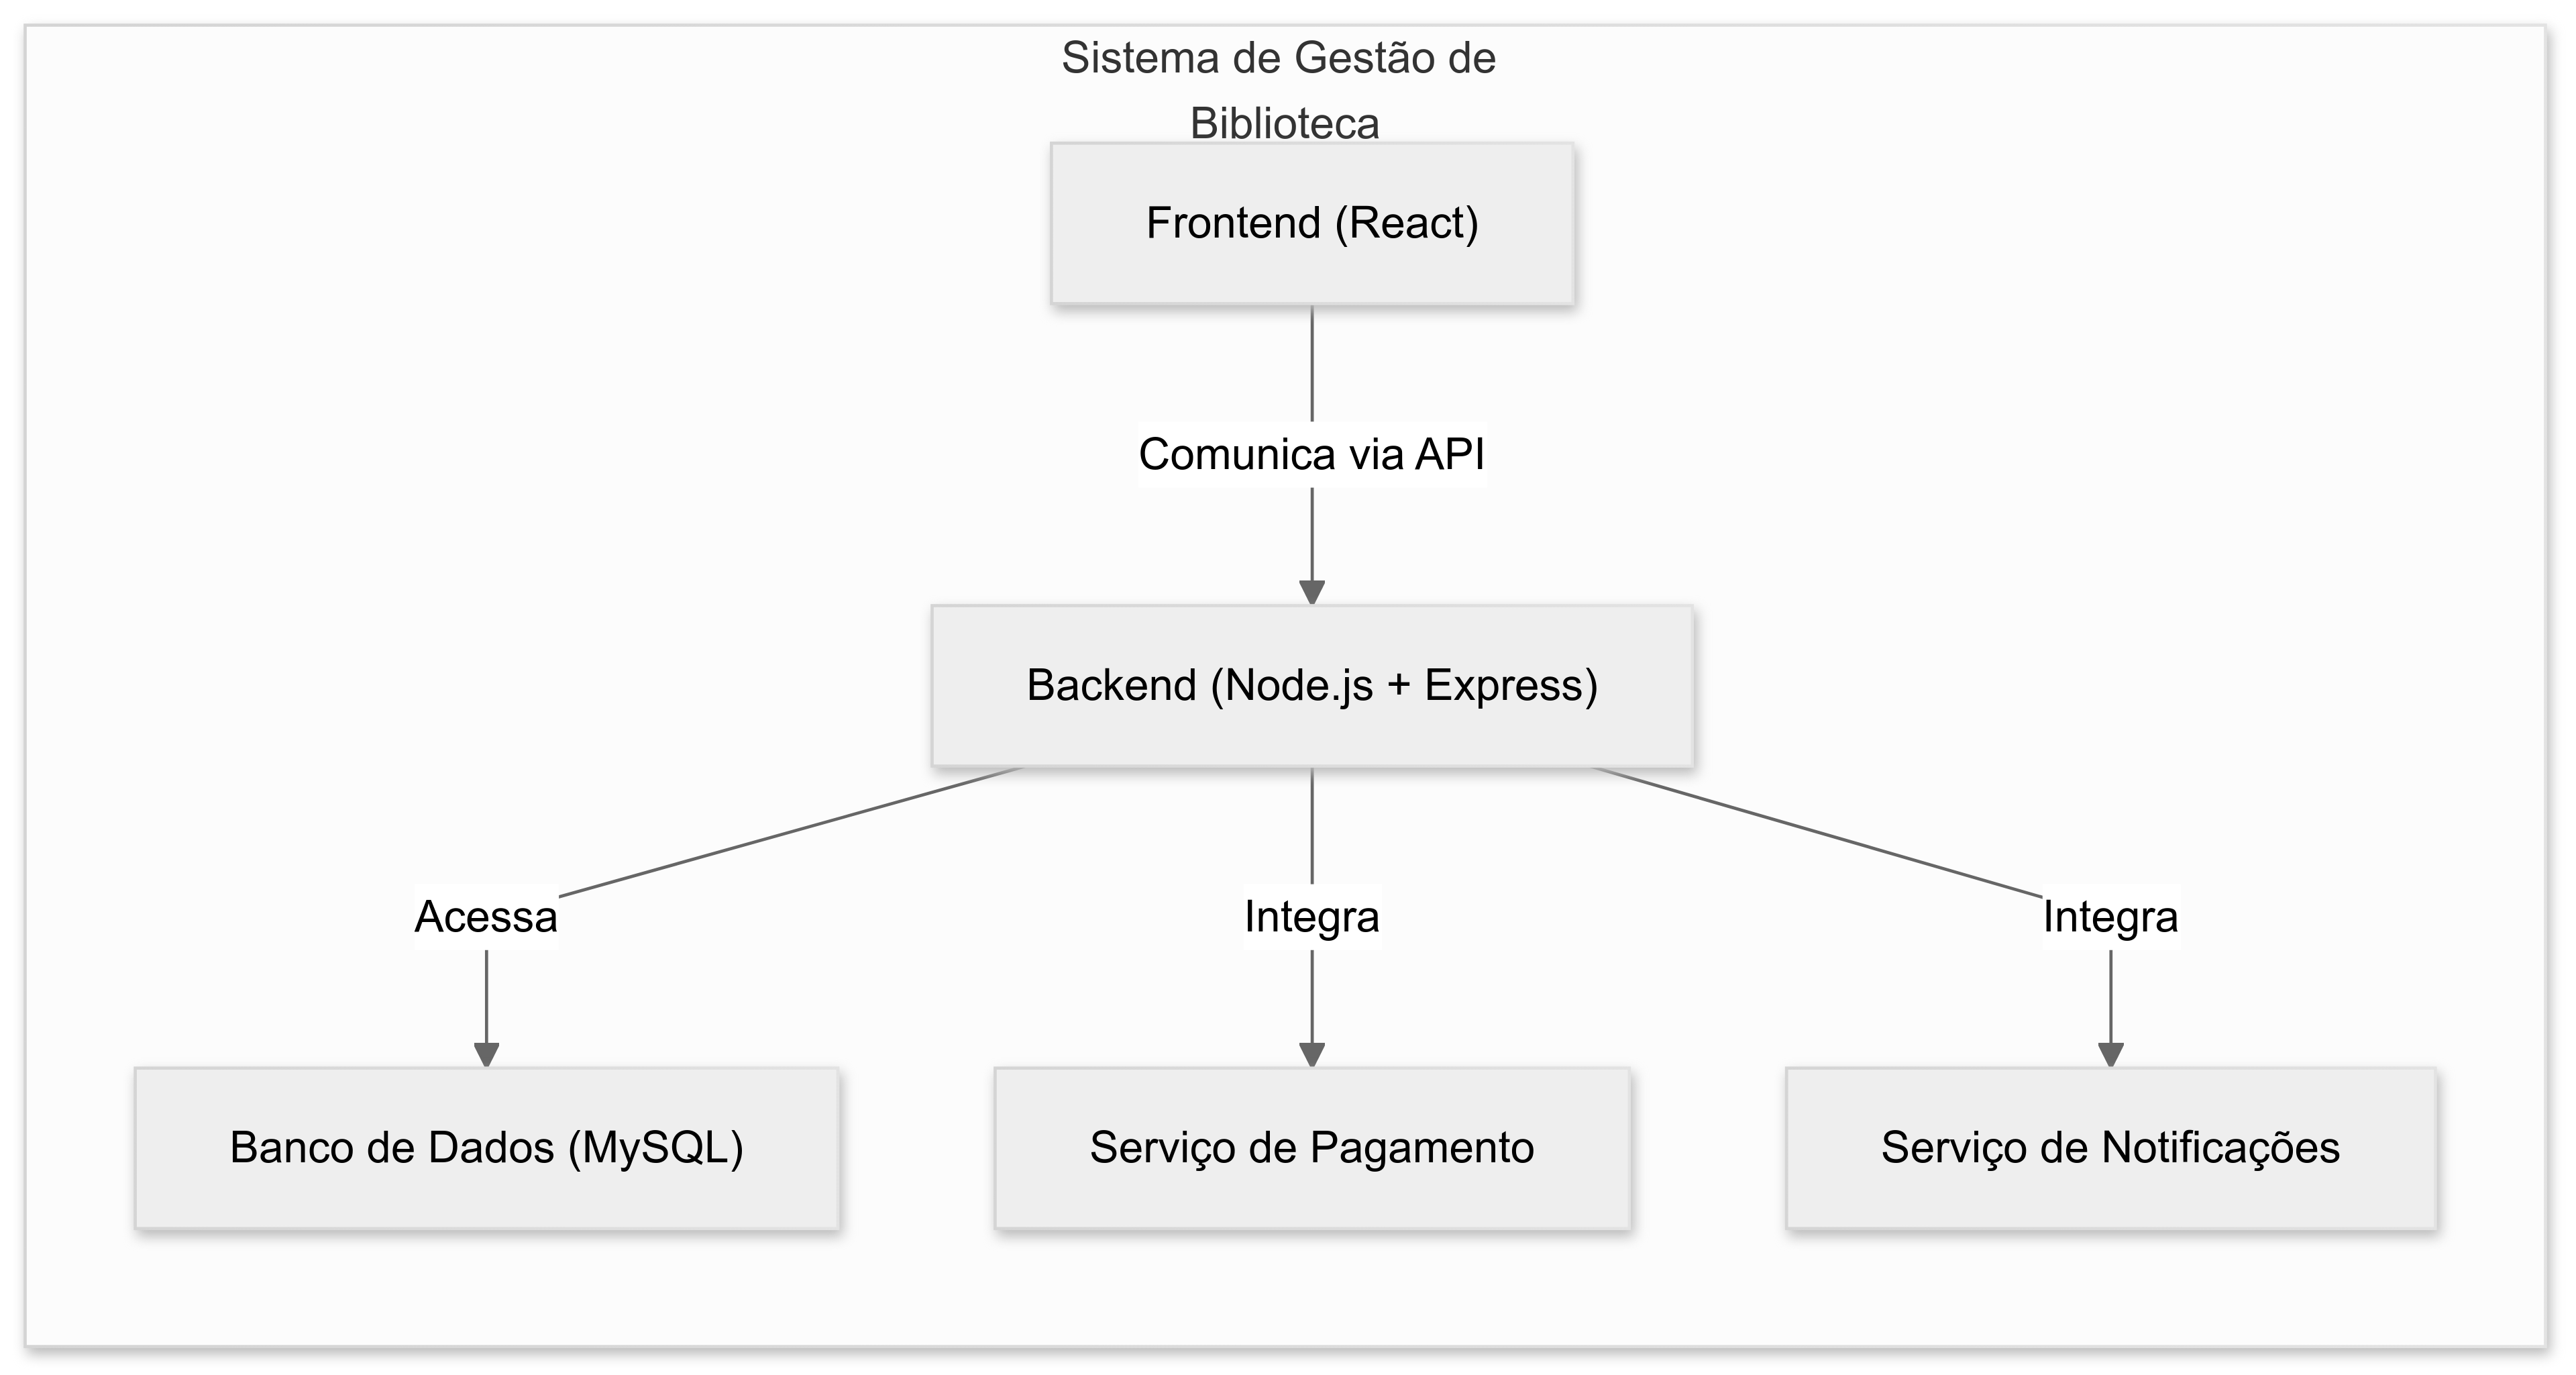 Sistema de Gestão de
Biblioteca
Frontend (React)
Comunica via API
Backend (Node.js + Express)
Acessa
Integra
Integra
Banco de Dados (MySQL)
Serviço de Pagamento
Serviço de Notificações